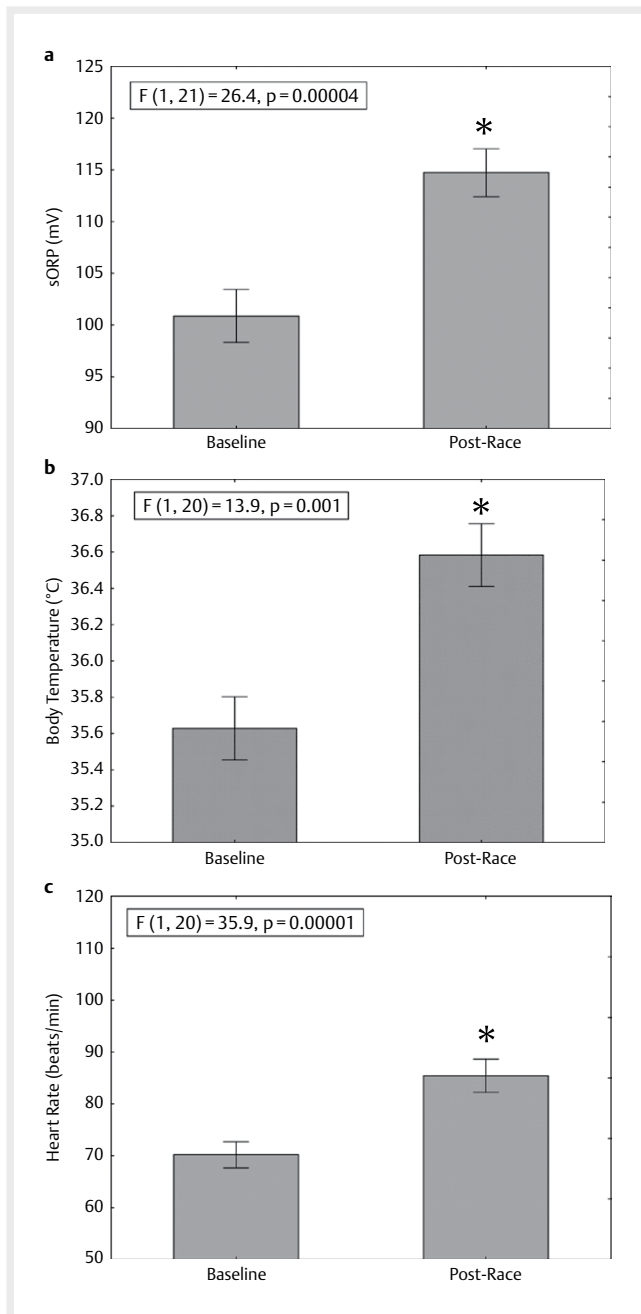 a
125
F (1, 21) = 26.4, p = 0.00004
120
*
115
110
sORP (mV)
105
100
95
90
Baseline Post-Race
b
37.0
F (1, 20) = 13.9, p = 0.001
36.8
*
36.6
36.4
36.2
Body Temperature (°C)
36.0
35.8
35.6
35.4
35.2
35.0
Baseline Post-Race
c
120
F (1, 20) = 35.9, p = 0.00001
110
100
Heart Rate (beats/min)
90
*
80
70
60
50
Baseline Post-Race